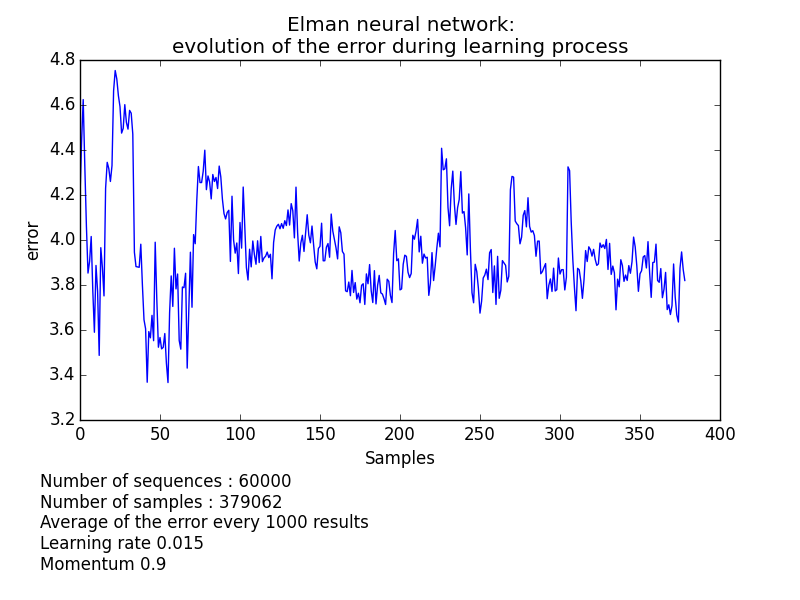 Elman neural network:
evolution of the error during learning process
4.8
4.6
4.4
4.2
4.0
3.8
3.6
3.4
3.2
error
0 50 100 150 200 250 300 350 400
Samples
Number of sequences : 60000
Number of samples : 379062
Average of the error every 1000 results
Learning rate 0.015
Momentum 0.9